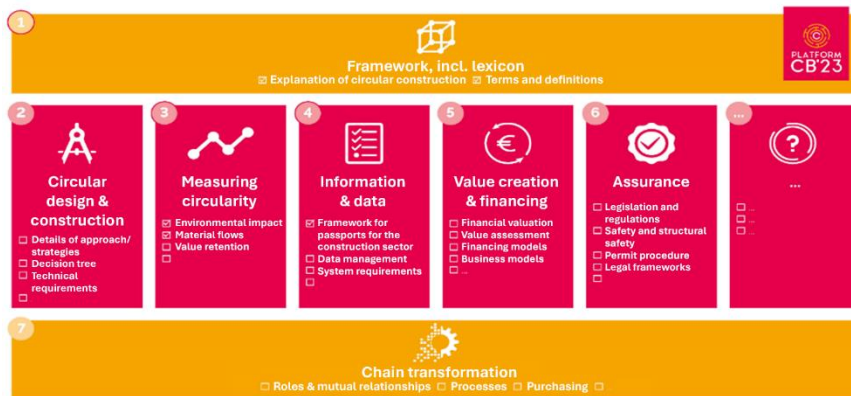 1
Framework, incl. lexicon
☑ Explanation of circular construction ☑ Terms and definitions
PLATFORM
CB'23
2
Circular
design &
construction
☐ Details of approach/
strategies
☐ Decision tree
☐ Technical
requirements
☐
3
Measuring
circularity
☑ Environmental impact
☑ Material flows
☐ Value retention
☐
4
Information
& data
☑ Framework for
passports for the
construction sector
☐ Data management
☐ System requirements
☐
5
Value creation
& financing
☐ Financial valuation
☐ Value assessment
☐ Financing models
☐ Business models
☐ ...
6
Assurance
☐ Legislation and
regulations
☐ Safety and structural
safety
☐ Permit procedure
☐ Legal frameworks
☐
...
?
...
☐ ...
☐ ...
☐ ...
7
Chain transformation
☐ Roles & mutual relationships ☐ Processes ☐ Purchasing ☐ ...